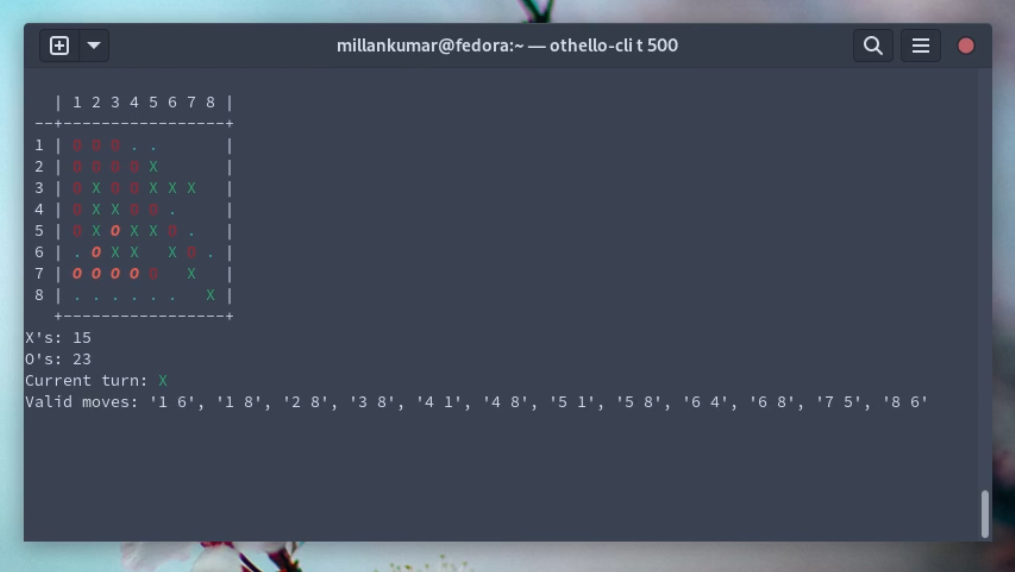 millankumar@fedora:~ — othello-cli t 500
   | 1 2 3 4 5 6 7 8 |
 --+-----------------+
 1 | O O O . .       |
 2 | O O O O X       |
 3 | O X O O X X X   |
 4 | O X X O O .     |
 5 | O X O X X O .   |
 6 | . O X X   X O . |
 7 | O O O O O   X   |
 8 | . . . . . .   X |
   +-----------------+
X's: 15
O's: 23
Current turn: X
Valid moves: '1 6', '1 8', '2 8', '3 8', '4 1', '4 8', '5 1', '5 8', '6 4', '6 8', '7 5', '8 6'